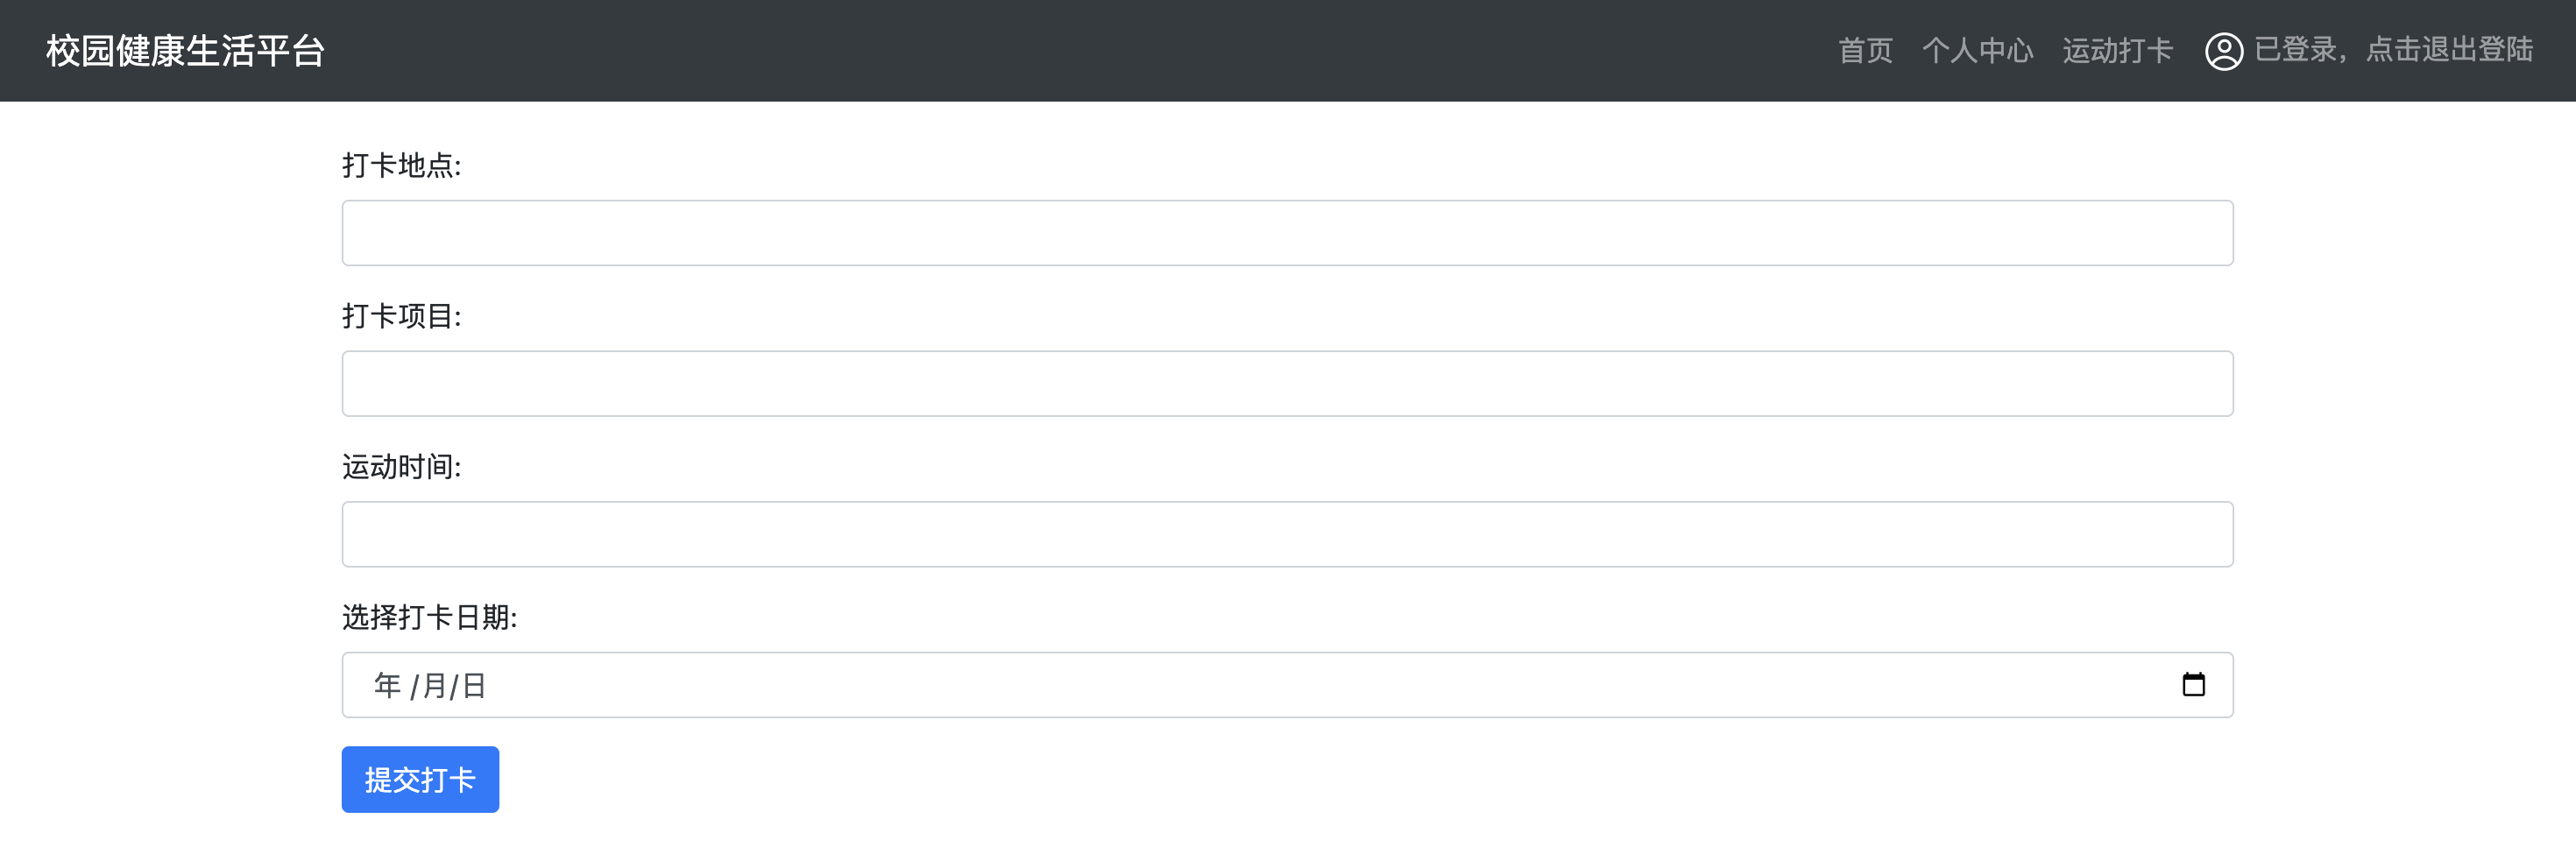 校园健康生活平台
首页 个人中心 运动打卡 已登录，点击退出登陆
打卡地点:
打卡项目:
运动时间:
选择打卡日期:
年 /月/日
提交打卡